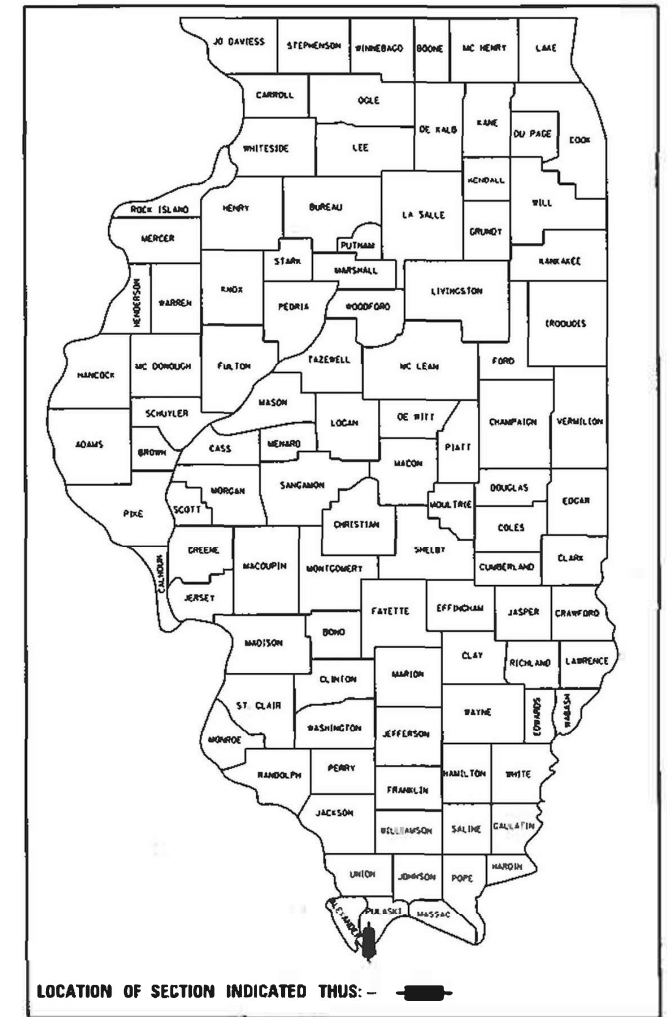 JO DAVIESS STEPHENSON WINNEBAGO BOONE MC HENRY LAKE
CARROLL OGLE
DE KALB KANE DU PAGE COOK
WHITESIDE LEE
KENDALL
ROCK ISLAND HENRY BUREAU LA SALLE WILL
MERCER PUTNAM GRUNDY
STARK MARSHALL KANKAKEE
HENDERSON WARREN KNOX PEORIA WOODFORD LIVINGSTON
IROQUOIS
HANCOCK MC DONOUGH FULTON TAZEWELL MC LEAN FORD
MASON
SCHUYLER LOGAN DE WITT CHAMPAIGN VERMILION
ADAMS BROWN CASS MENARD PIATT
MACON
PIKE SCOTT MORGAN SANGAMON MOULTRIE DOUGLAS EDGAR
CHRISTIAN COLES
CALHOUN GREENE MACOUPIN MONTGOMERY SHELBY CUMBERLAND CLARK
JERSEY
FAYETTE EFFINGHAM JASPER CRAWFORD
MADISON BOND
CLAY RICHLAND LAWRENCE
CLINTON MARION
ST. CLAIR WAYNE EDWARDS WABASH
MONROE WASHINGTON JEFFERSON
RANDOLPH PERRY HAMILTON WHITE
FRANKLIN
JACKSON
WILLIAMSON SALINE GALLATIN
UNION JOHNSON POPE HARDIN
ALEXANDER PULASKI MASSAC
LOCATION OF SECTION INDICATED THUS: -